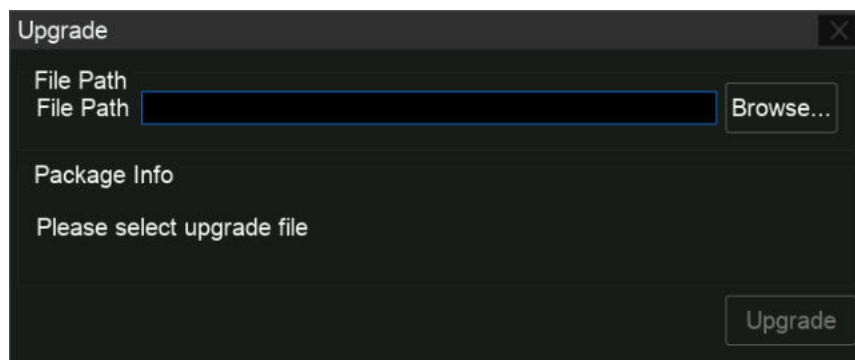 Upgrade
File Path
File Path
Browse...
Package Info
Please select upgrade file
Upgrade